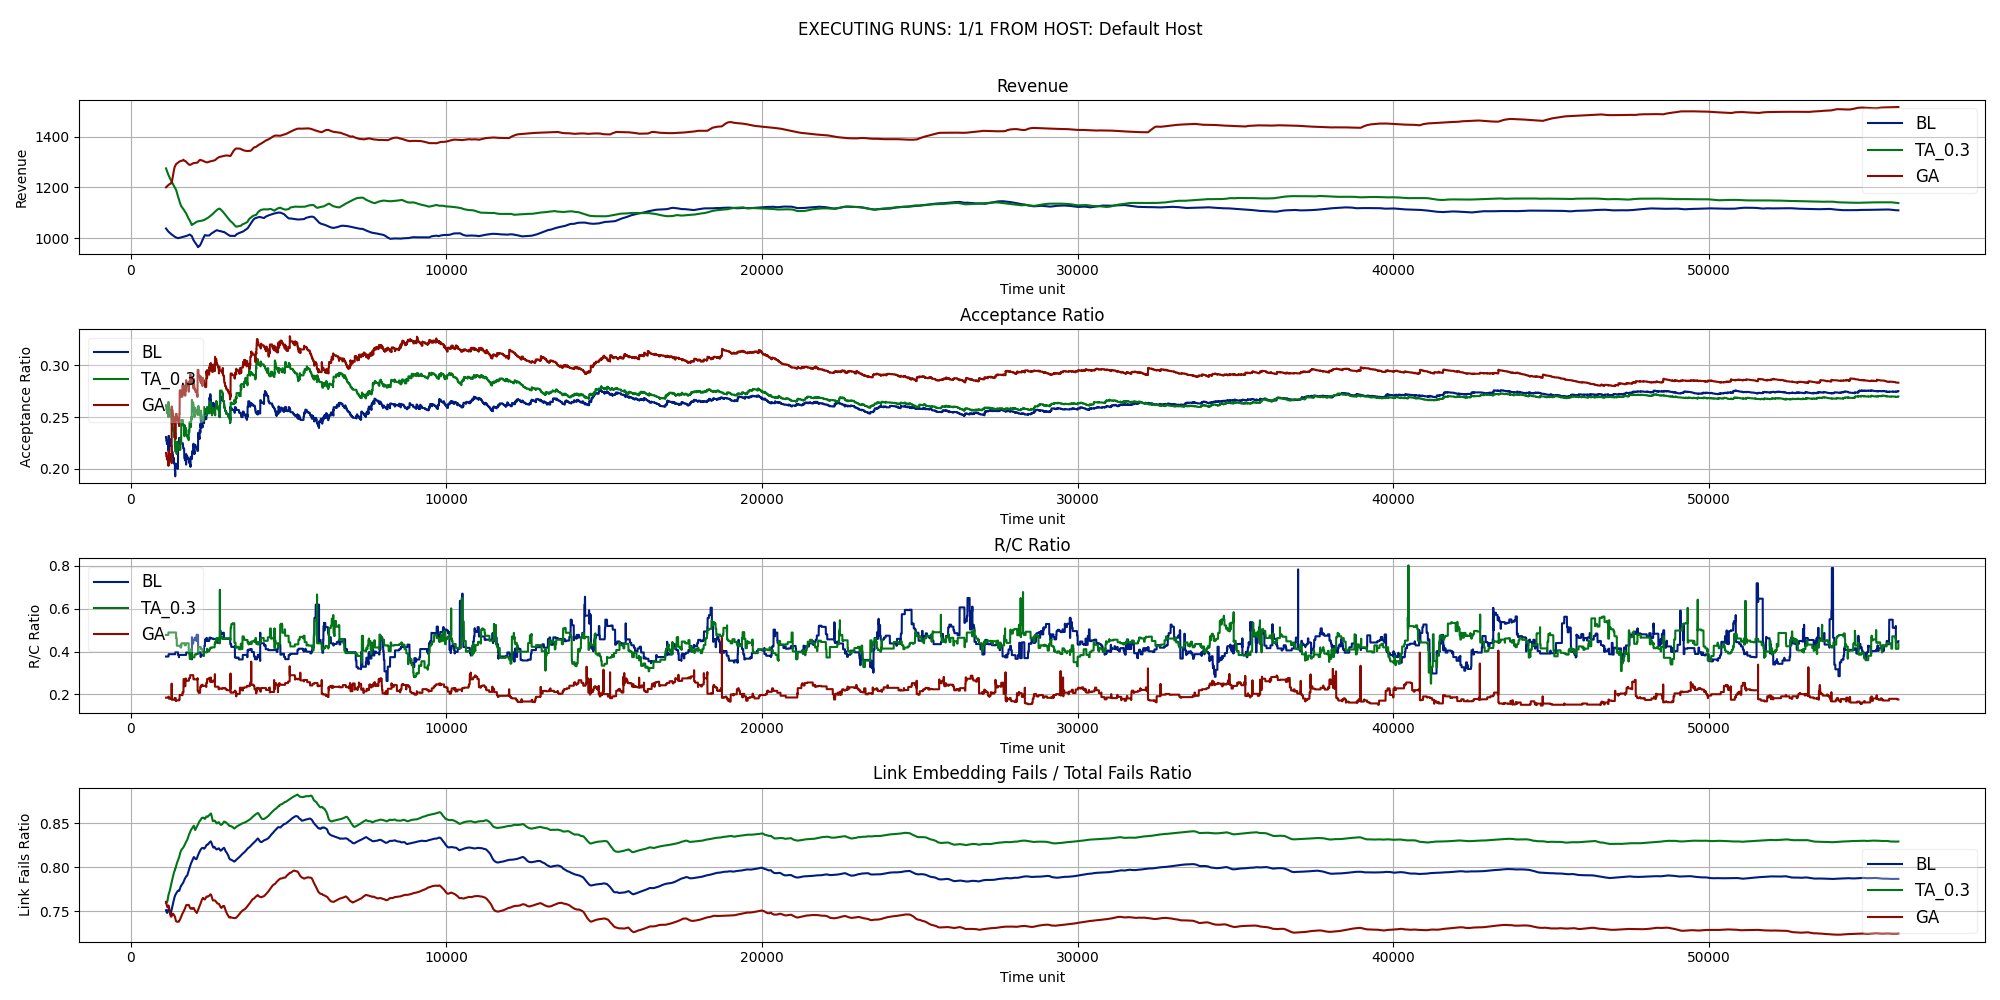 EXECUTING RUNS: 1/1 FROM HOST: Default Host
Revenue
Revenue
1400
1200
1000
BL
TA_0.3
GA
0 10000 20000 30000 40000 50000
Time unit
Acceptance Ratio
Acceptance Ratio
0.30
0.25
0.20
BL
TA_0.3
GA
0 10000 20000 30000 40000 50000
Time unit
R/C Ratio
R/C Ratio
0.8
0.6
0.4
0.2
BL
TA_0.3
GA
0 10000 20000 30000 40000 50000
Time unit
Link Embedding Fails / Total Fails Ratio
Link Fails Ratio
0.85
0.80
0.75
BL
TA_0.3
GA
0 10000 20000 30000 40000 50000
Time unit